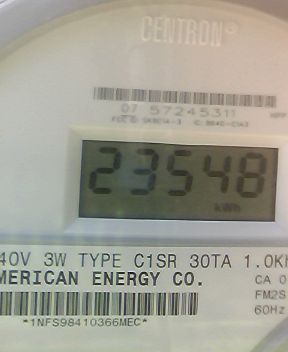 CENTRON®
07 57245311
23548
kWh
40V 3W TYPE C1SR 30TA 1.0Kh
MERICAN ENERGY CO.
CA 0
FM2S
60Hz
*1NFS98410366MEC*